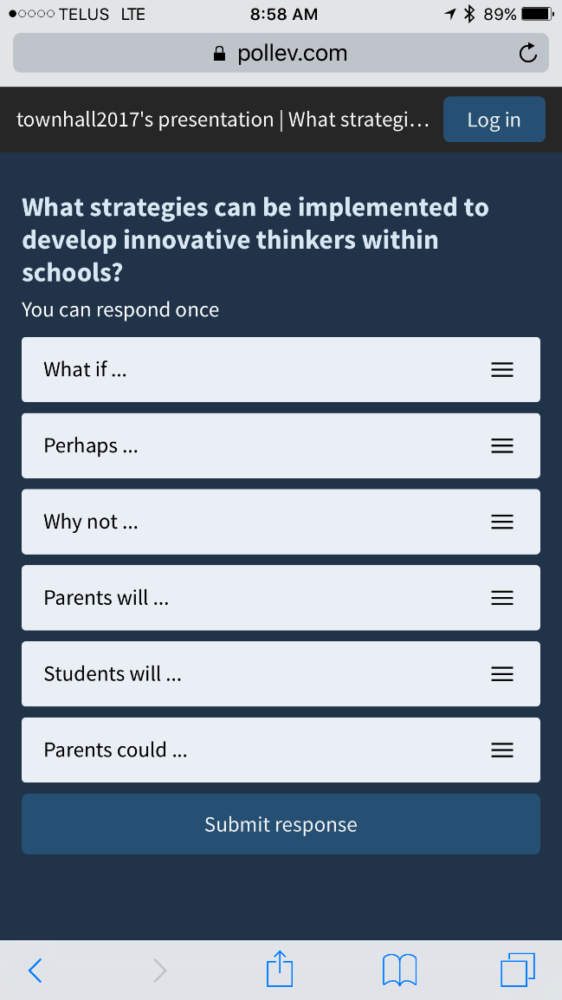 TELUS LTE 8:58 AM 89%
pollev.com
townhall2017's presentation | What strategi... Log in
What strategies can be implemented to
develop innovative thinkers within
schools?
You can respond once
What if ...
Perhaps ...
Why not ...
Parents will ...
Students will ...
Parents could ...
Submit response